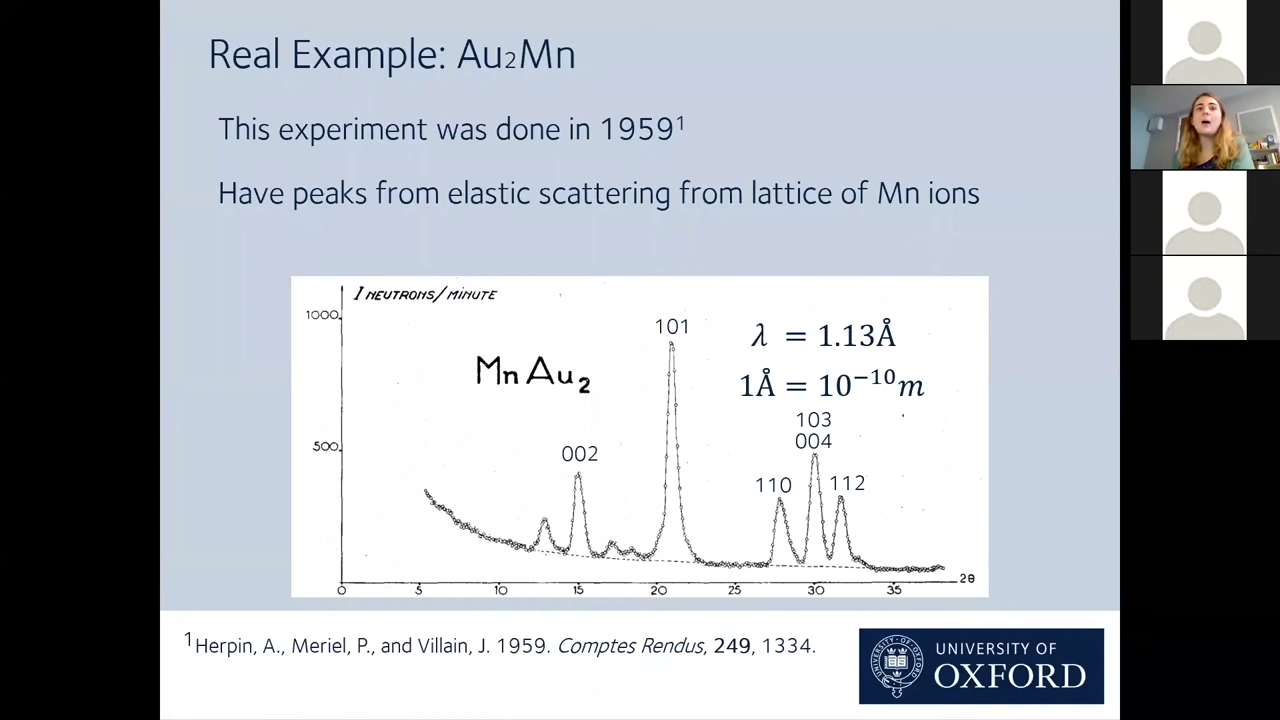 Real Example: Au₂Mn
This experiment was done in 1959¹
Have peaks from elastic scattering from lattice of Mn ions
I NEUTRONS/MINUTE
1000
500
MnAu₂
002
101
λ = 1.13Å
1Å = 10⁻¹⁰m
103
004
110
112
0
5
10
15
20
25
30
35
2θ
¹Herpin, A., Meriel, P., and Villain, J. 1959. Comptes Rendus, 249, 1334.
UNIVERSITY OF
OXFORD